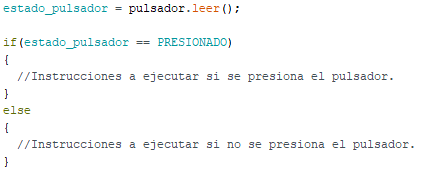 estado_pulsador = pulsador.leer();
if(estado_pulsador == PRESIONADO)
{
//Instrucciones a ejecutar si se presiona el pulsador.
}
else
{
//Instrucciones a ejecutar si no se presiona el pulsador.
}